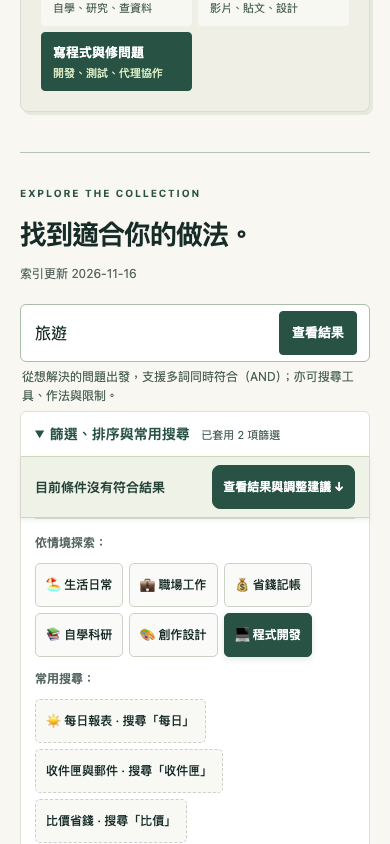 自學、研究、查資料
影片、貼文、設計
寫程式與修問題
開發、測試、代理協作
EXPLORE THE COLLECTION
找到適合你的做法。
索引更新 2026-11-16
旅遊
查看結果
從想解決的問題出發，支援多詞同時符合（AND）；亦可搜尋工
具、作法與限制。
▼ 篩選、排序與常用搜尋 已套用 2 項篩選
目前條件沒有符合結果
查看結果與調整建議 ↓
依情境探索：
🏖️ 生活日常
💼 職場工作
💰 省錢記帳
📚 自學科研
🎨 創作設計
💻 程式開發
常用搜尋：
☀️ 每日報表 · 搜尋「每日」
收件匣與郵件 · 搜尋「收件匣」
比價省錢 · 搜尋「比價」